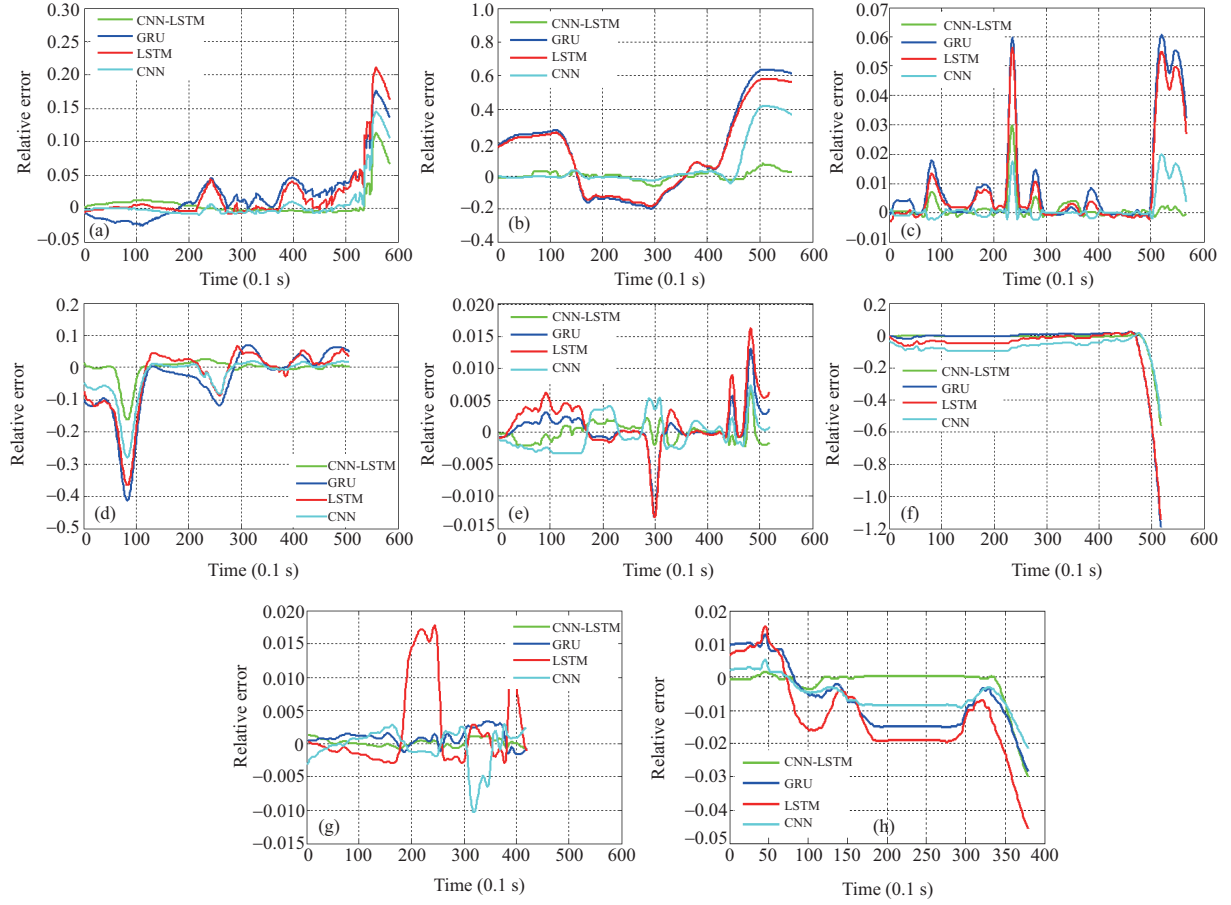 0.30
0.25
0.20
0.15
0.10
0.05
0
−0.05
Relative error
CNN-LSTM
GRU
LSTM
CNN
(a)
0 100 200 300 400 500 600
Time (0.1 s)
1.0
0.8
0.6
0.4
0.2
0
−0.2
−0.4
Relative error
CNN-LSTM
GRU
LSTM
CNN
(b)
0 100 200 300 400 500 600
Time (0.1 s)
0.07
0.06
0.05
0.04
0.03
0.02
0.01
0
−0.01
Relative error
CNN-LSTM
GRU
LSTM
CNN
(c)
0 100 200 300 400 500 600
Time (0.1 s)
0.2
0.1
0
−0.1
−0.2
−0.3
−0.4
−0.5
Relative error
CNN-LSTM
GRU
LSTM
CNN
(d)
0 100 200 300 400 500 600
Time (0.1 s)
0.020
0.015
0.010
0.005
0
−0.005
−0.010
−0.015
Relative error
CNN-LSTM
GRU
LSTM
CNN
(e)
0 100 200 300 400 500 600
Time (0.1 s)
0.2
0
−0.2
−0.4
−0.6
−0.8
−1.0
−1.2
Relative error
CNN-LSTM
GRU
LSTM
CNN
(f)
0 100 200 300 400 500 600
Time (0.1 s)
0.020
0.015
0.010
0.005
0
−0.005
−0.010
−0.015
Relative error
CNN-LSTM
GRU
LSTM
CNN
(g)
0 100 200 300 400 500 600
Time (0.1 s)
0.02
0.01
0
−0.01
−0.02
−0.03
−0.04
−0.05
Relative error
CNN-LSTM
GRU
LSTM
CNN
(h)
0 50 100 150 200 250 300 350 400
Time (0.1 s)